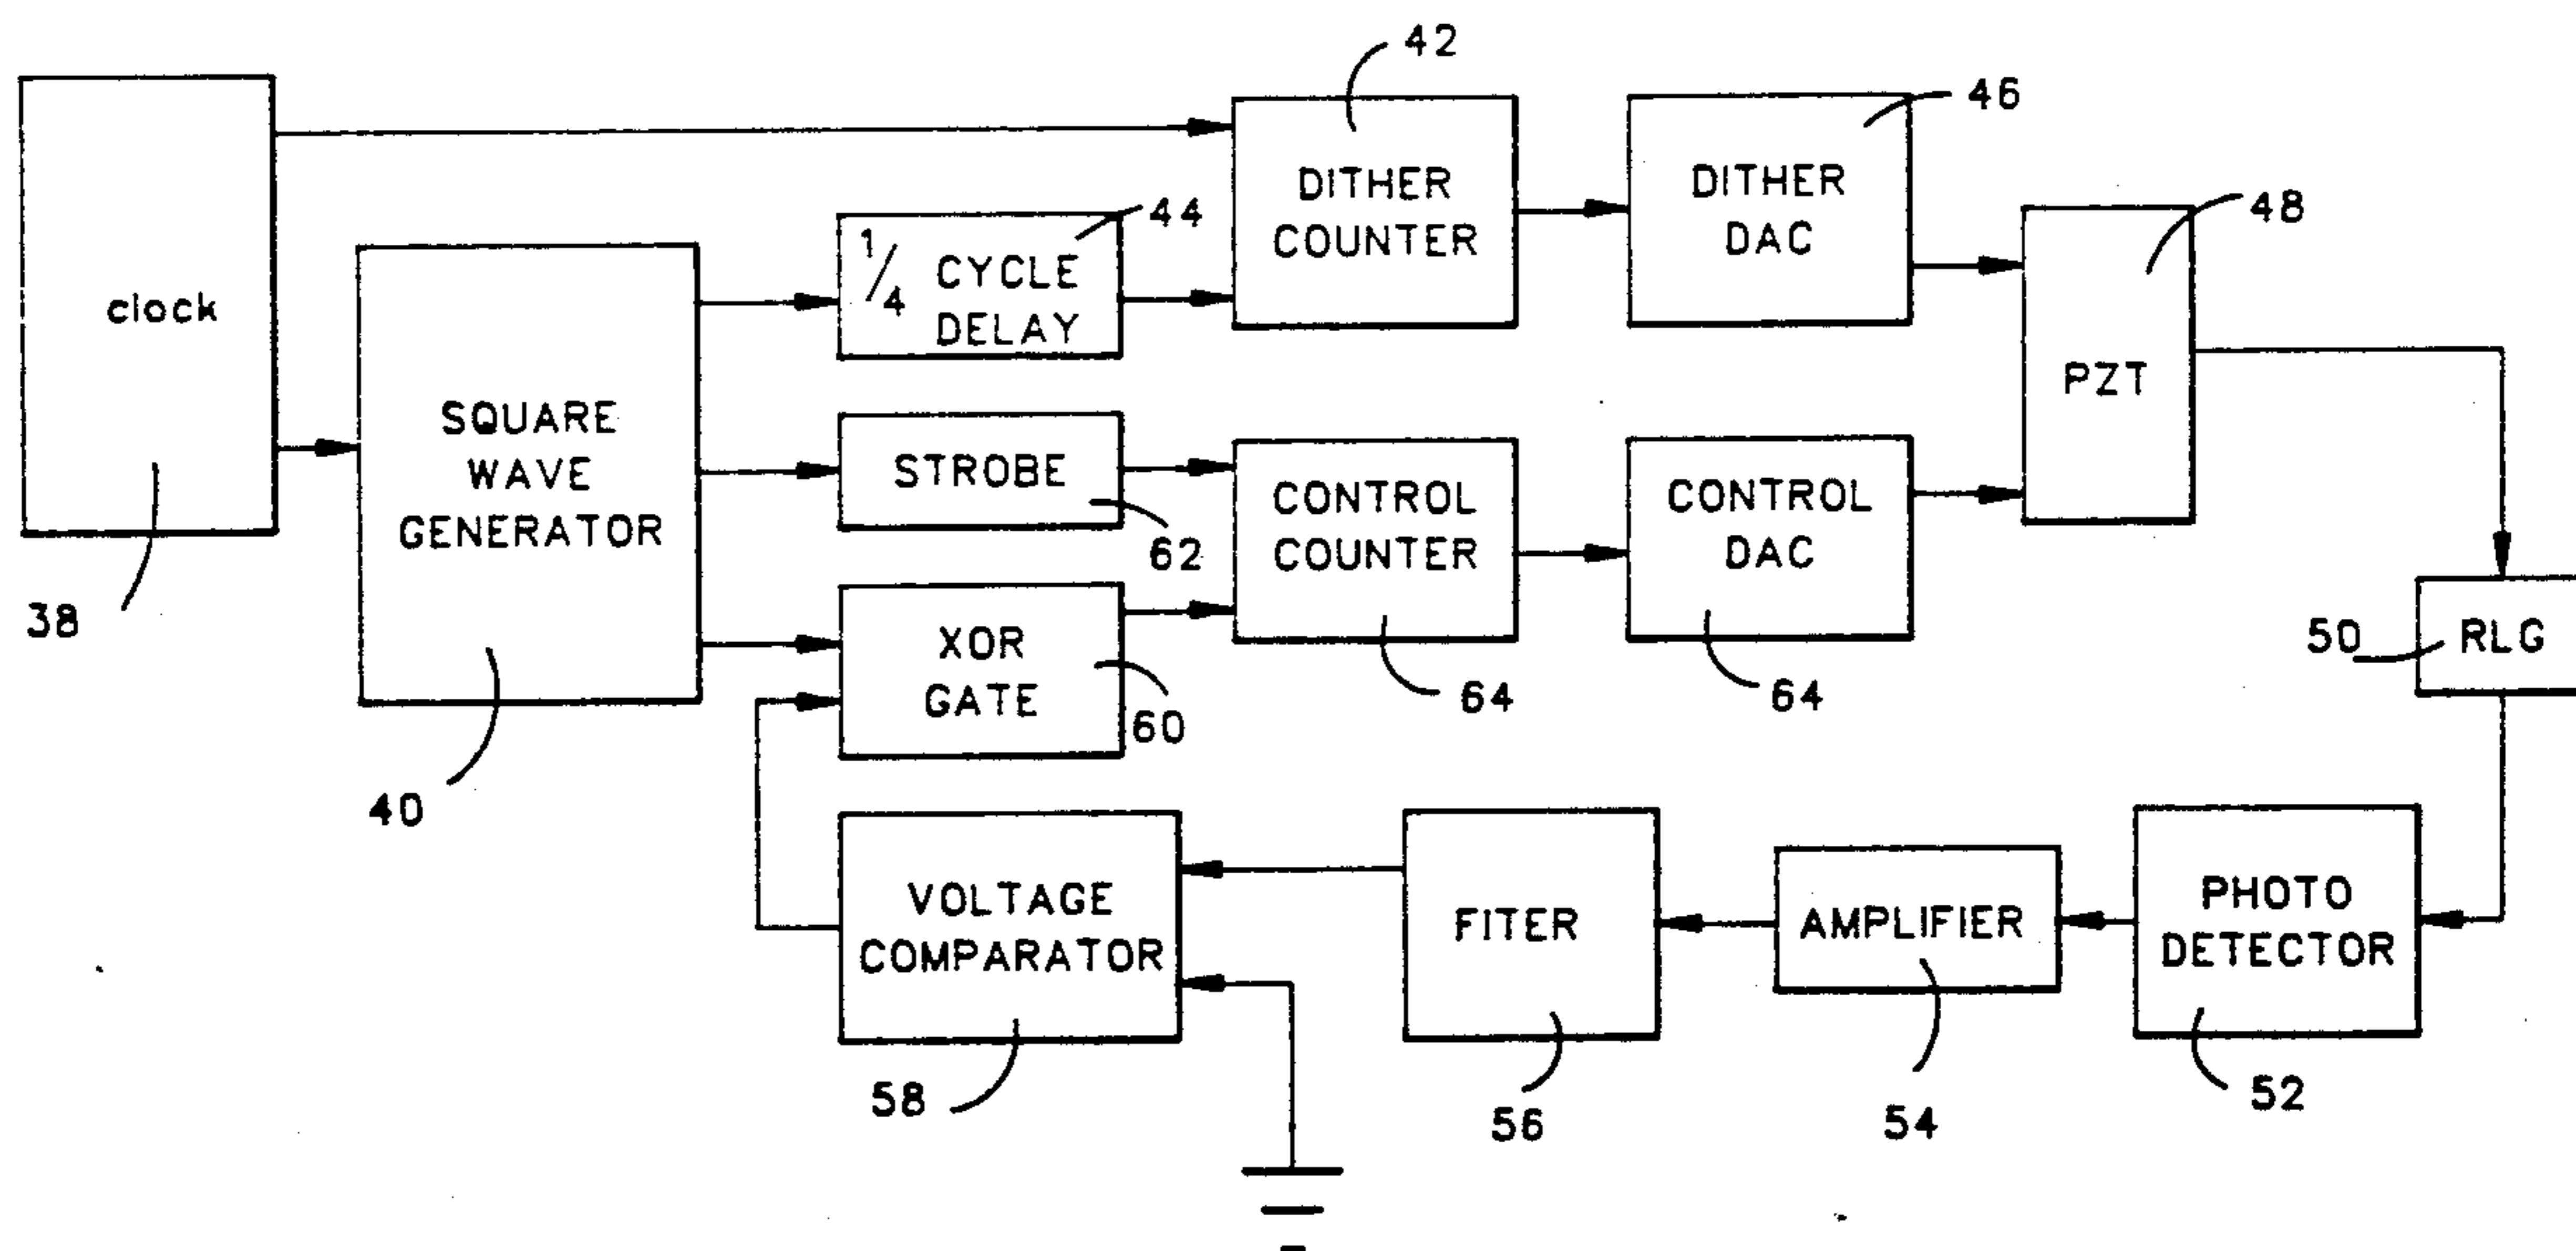 42
46
44
48
clock
1/4 CYCLE
DELAY
DITHER
COUNTER
DITHER
DAC
PZT
SQUARE
WAVE
GENERATOR
STROBE
62
CONTROL
COUNTER
CONTROL
DAC
38
XOR
GATE
60
64
64
50
RLG
40
VOLTAGE
COMPARATOR
FITER
AMPLIFIER
PHOTO
DETECTOR
58
56
54
52